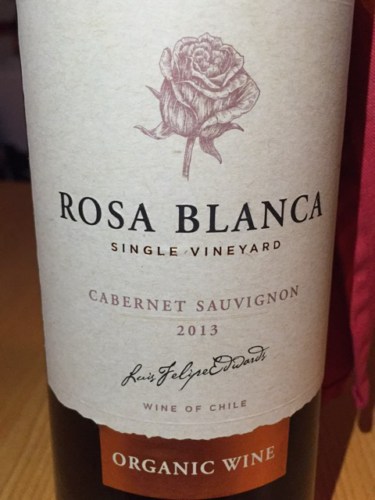 ROSA BLANCA
SINGLE VINEYARD
CABERNET SAUVIGNON
2013
Luis Felipe Edwards
WINE OF CHILE
ORGANIC WINE